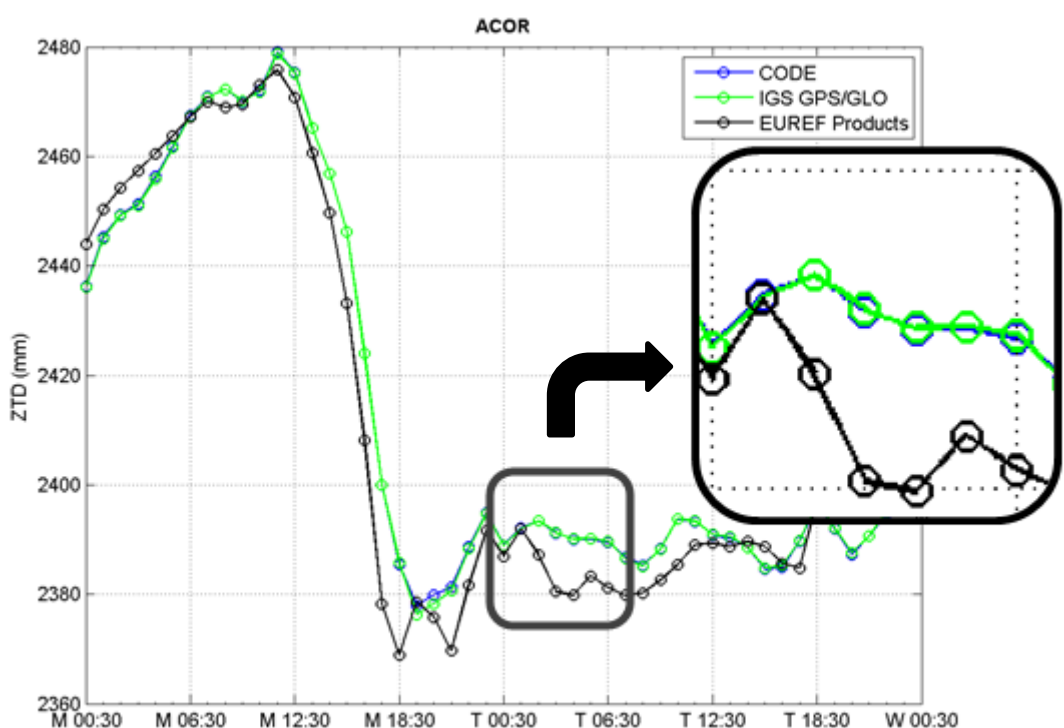 ACOR
2480
2460
2440
2420
2400
2380
2360
ZTD (mm)
CODE
IGS GPS/GLO
EUREF Products
M 00:30 M 06:30 M 12:30 M 18:30 T 00:30 T 06:30 T 12:30 T 18:30 W 00:30